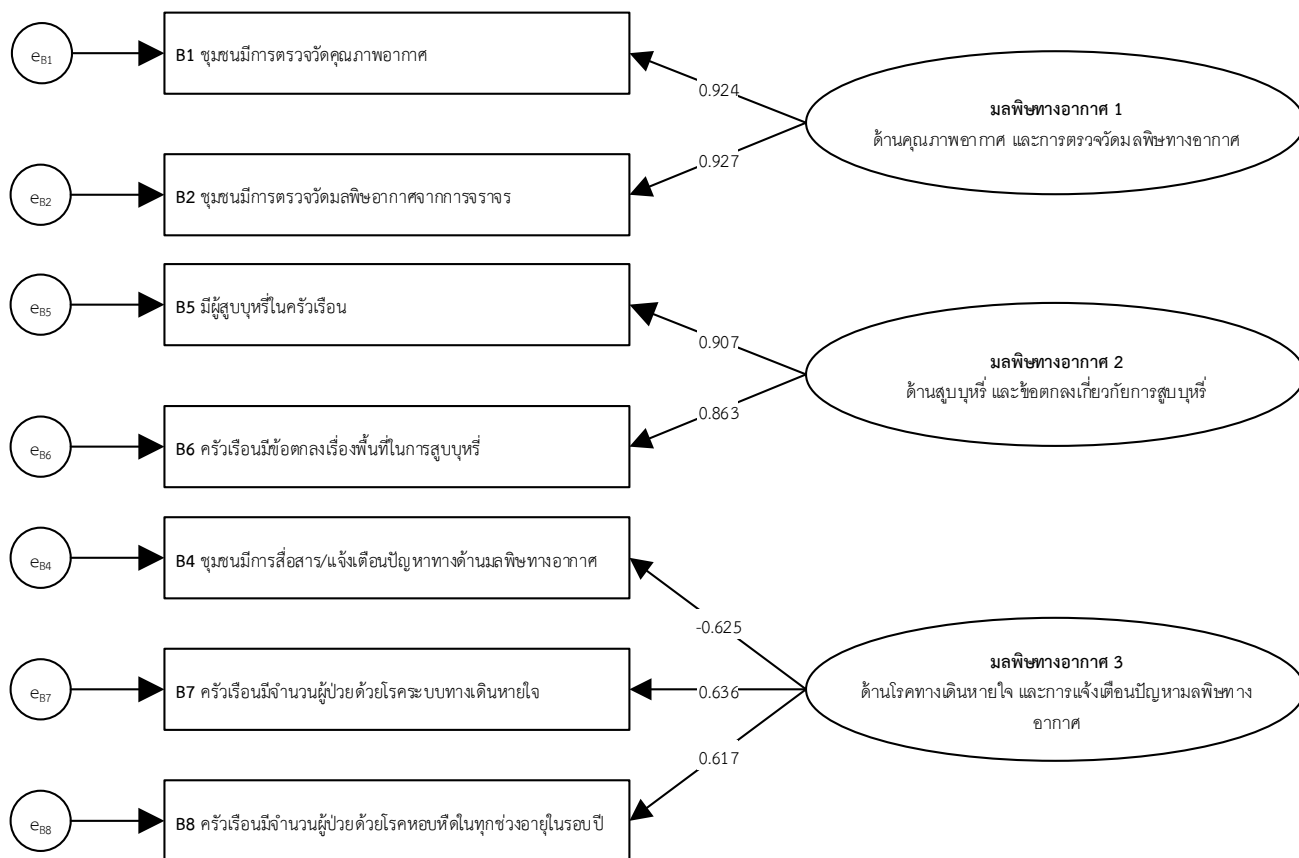 eB1
B1 ชุมชนมีการตรวจวัดคุณภาพอากาศ
0.924
มลพิษทางอากาศ 1
ด้านคุณภาพอากาศ และการตรวจวัดมลพิษทางอากาศ
0.927
eB2
B2 ชุมชนมีการตรวจวัดมลพิษอากาศจากการจราจร
eB5
B5 มีผู้สูบบุหรี่ในครัวเรือน
0.907
มลพิษทางอากาศ 2
ด้านสูบบุหรี่ และข้อตกลงเกี่ยวกัยการสูบบุหรี่
0.863
eB6
B6 ครัวเรือนมีข้อตกลงเรื่องพื้นที่ในการสูบบุหรี่
eB4
B4 ชุมชนมีการสื่อสาร/แจ้งเตือนปัญหาทางด้านมลพิษทางอากาศ
-0.625
มลพิษทางอากาศ 3
ด้านโรคทางเดินหายใจ และการแจ้งเตือนปัญหามลพิษทาง
อากาศ
eB7
B7 ครัวเรือนมีจำนวนผู้ป่วยด้วยโรคระบบทางเดินหายใจ
0.636
0.617
eB8
B8 ครัวเรือนมีจำนวนผู้ป่วยด้วยโรคหอบหืดในทุกช่วงอายุในรอบปี